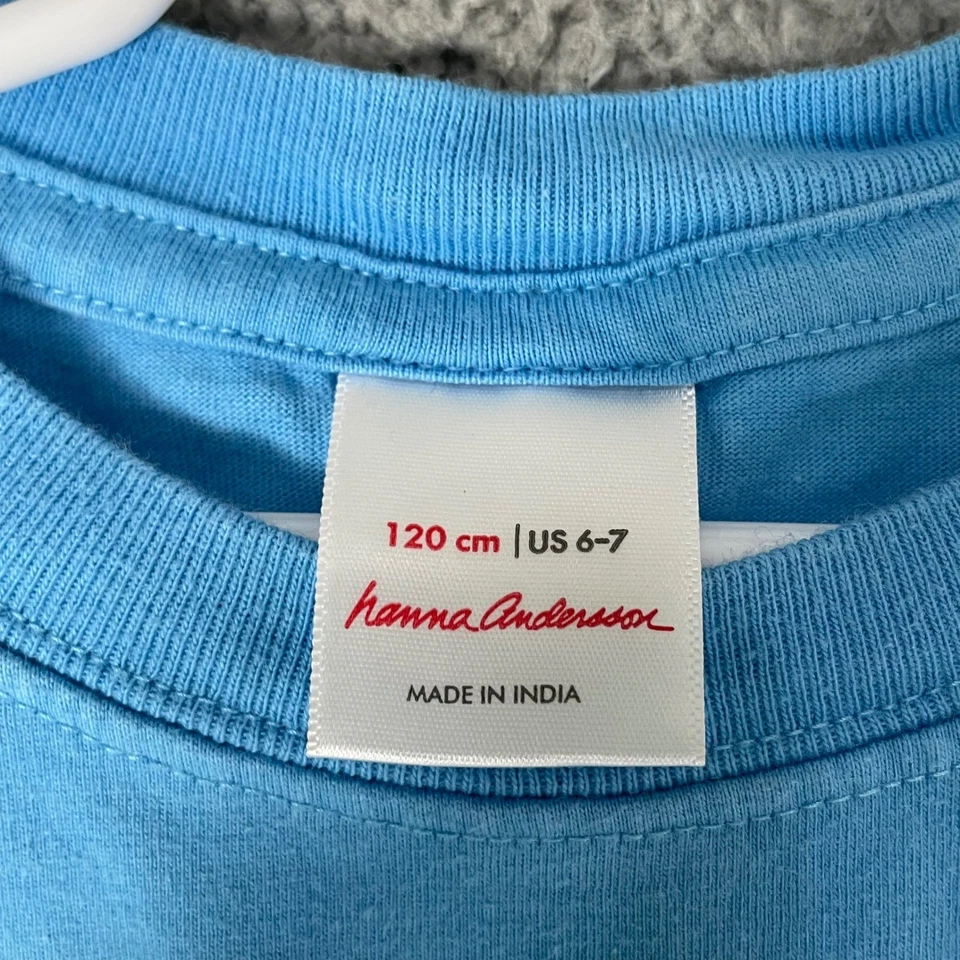 120 cm | US 6–7
hanna Andersson
MADE IN INDIA